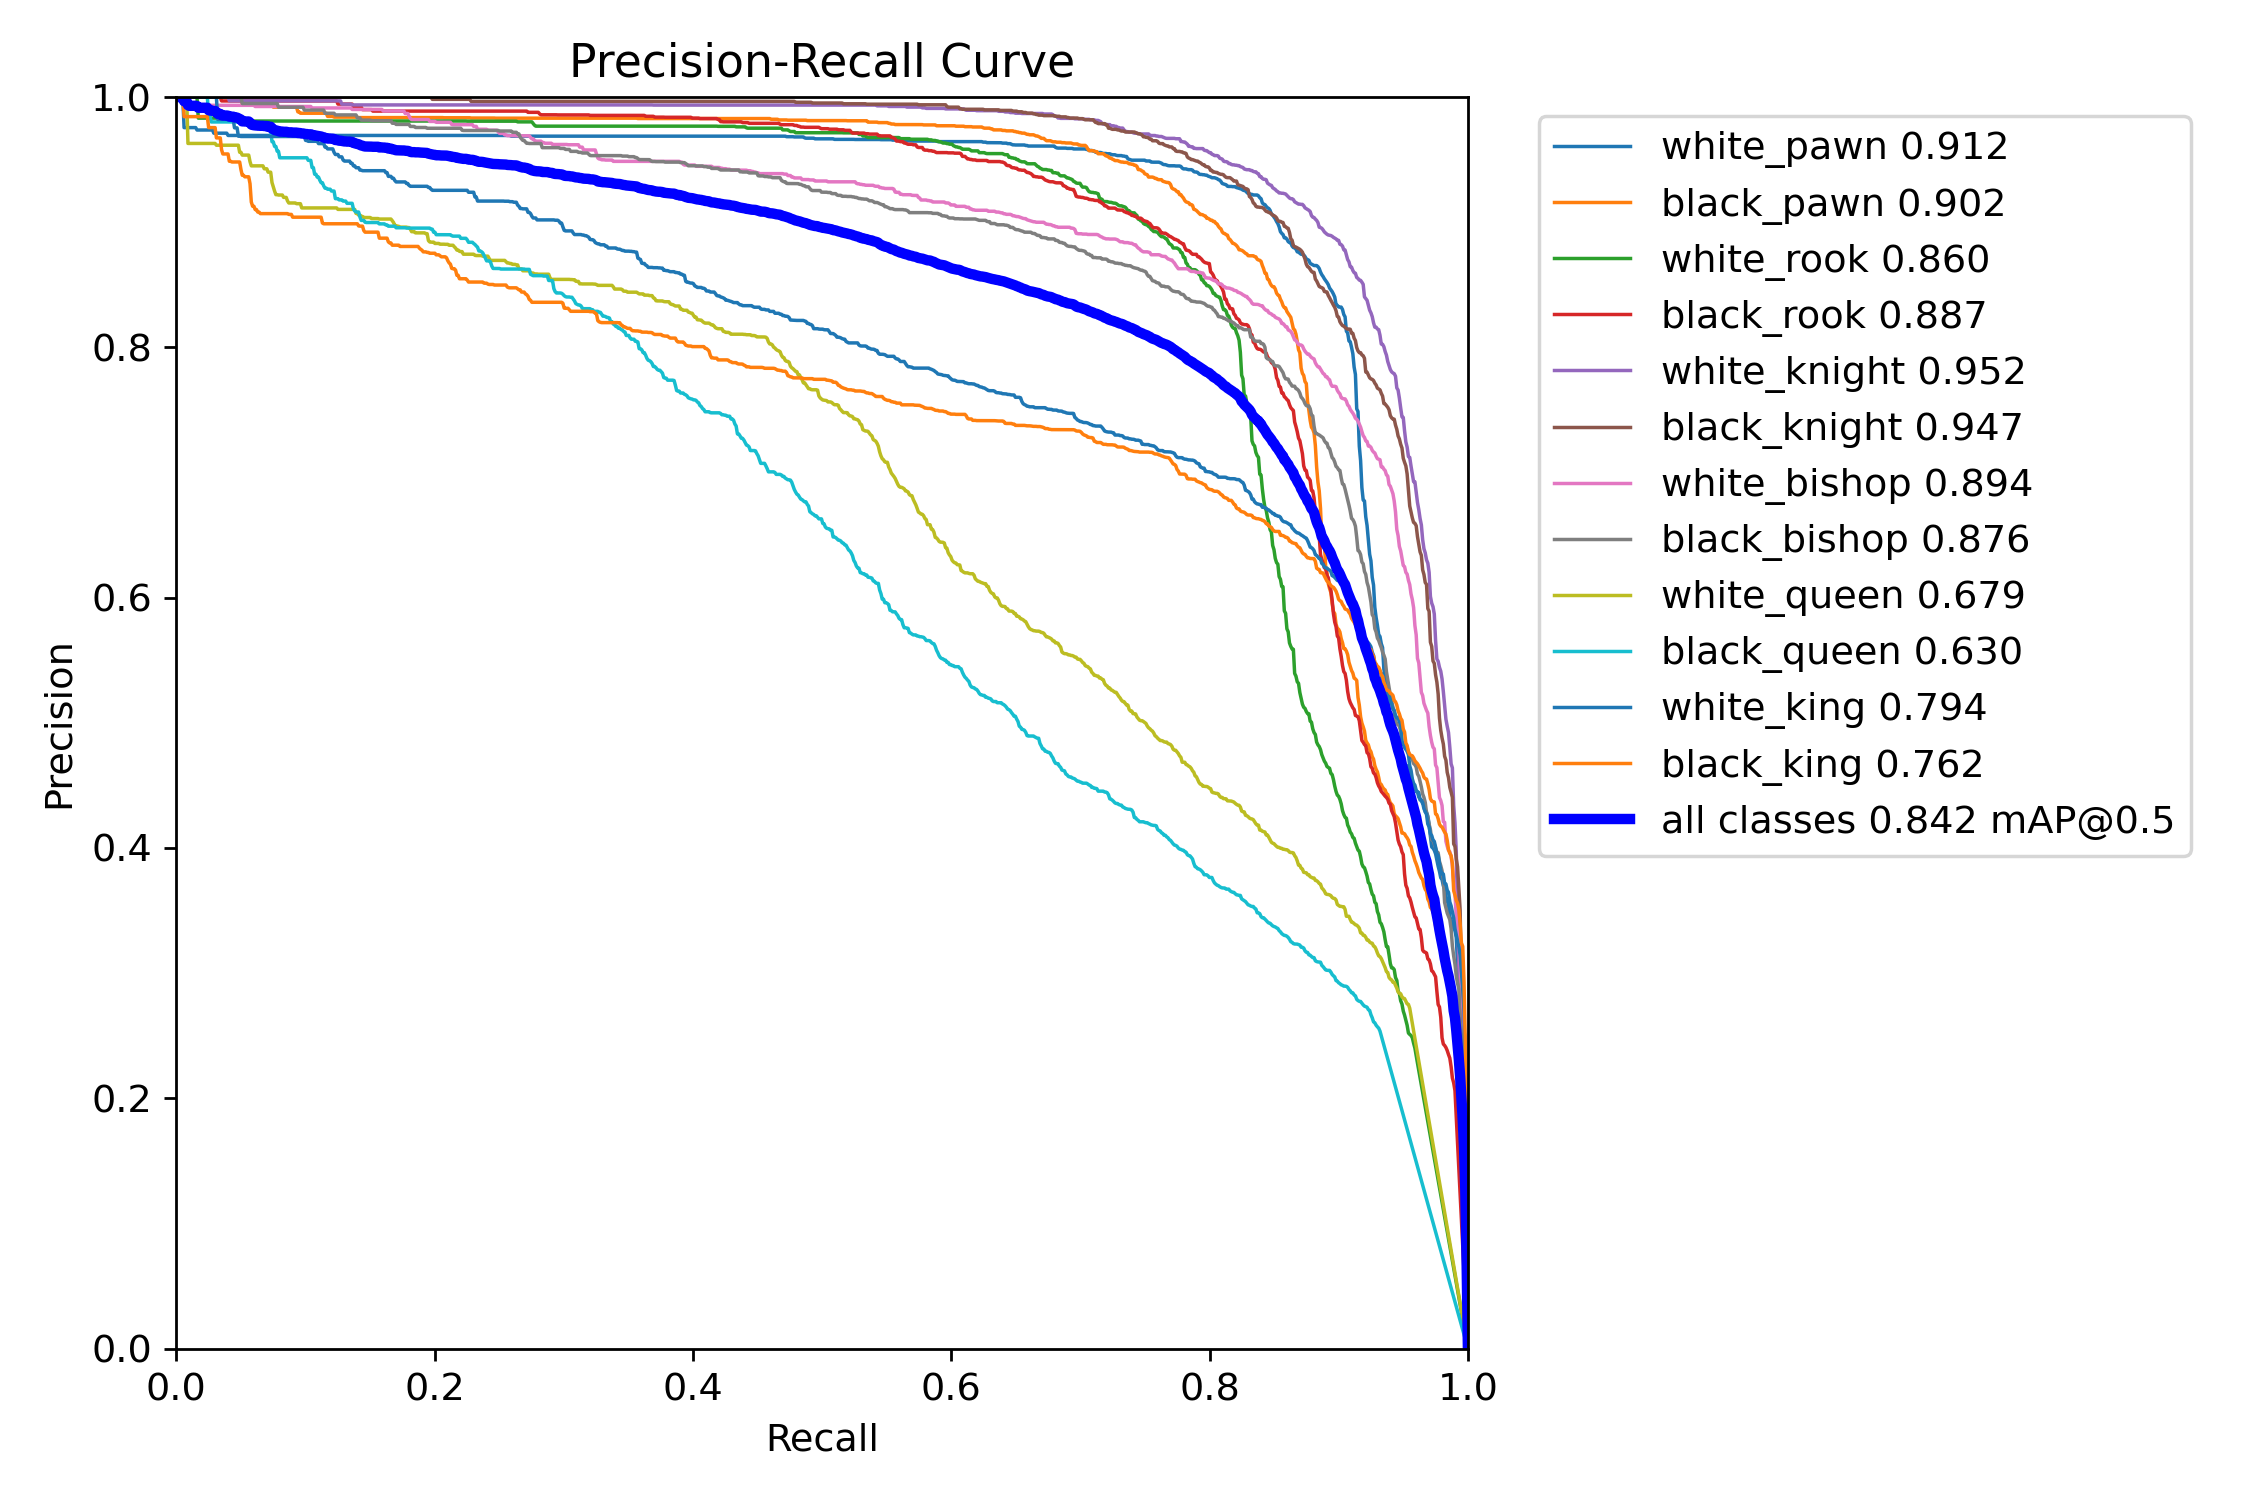 Precision-Recall Curve
1.0
0.8
0.6
0.4
0.2
0.0
Precision
0.0 0.2 0.4 0.6 0.8 1.0
Recall
white_pawn 0.912
black_pawn 0.902
white_rook 0.860
black_rook 0.887
white_knight 0.952
black_knight 0.947
white_bishop 0.894
black_bishop 0.876
white_queen 0.679
black_queen 0.630
white_king 0.794
black_king 0.762
all classes 0.842 mAP@0.5